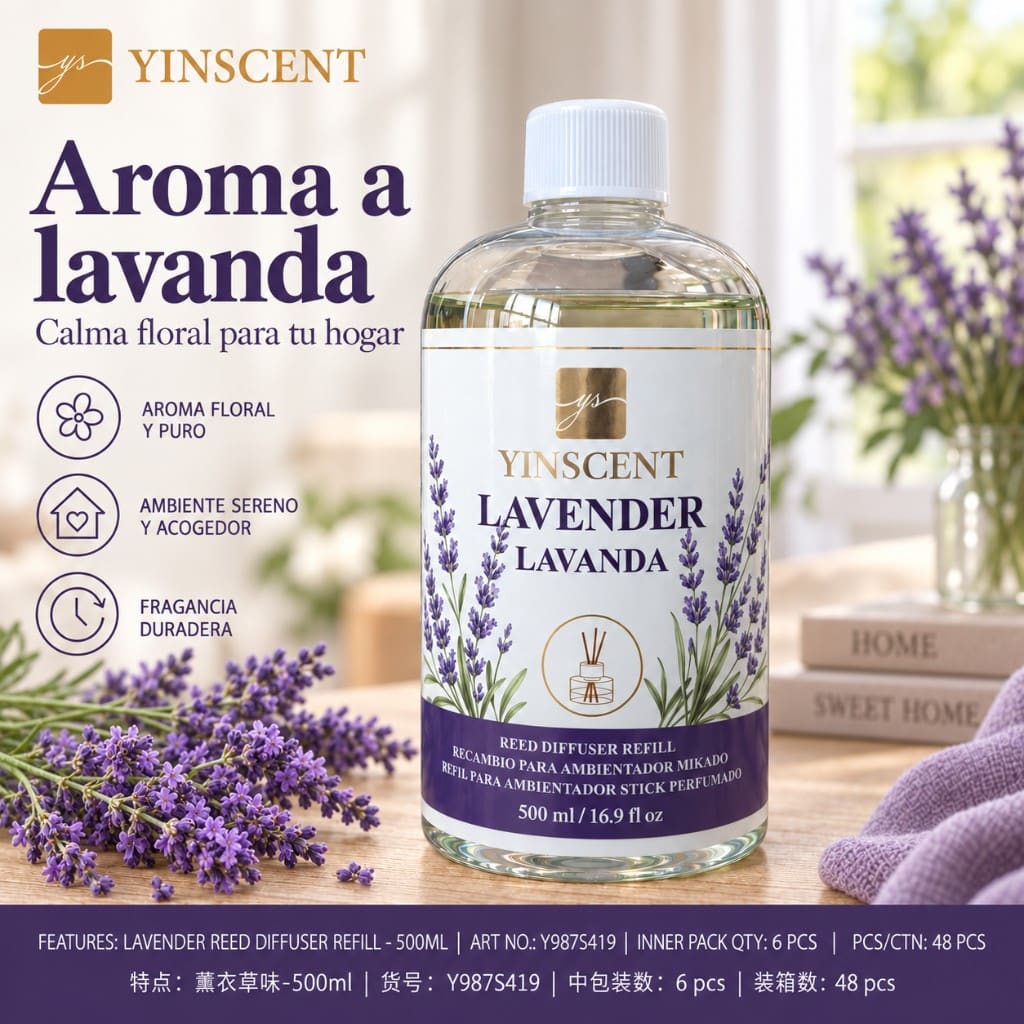 ys YINSCENT
Aroma a
lavanda
Calma floral para tu hogar
AROMA FLORAL
Y PURO
AMBIENTE SERENO
Y ACOGEDOR
FRAGANCIA
DURADERA
ys
YINSCENT
LAVENDER
LAVANDA
REED DIFFUSER REFILL
RECAMBIO PARA AMBIENTADOR MIKADO
REFIL PARA AMBIENTADOR STICK PERFUMADO
500 ml / 16.9 fl oz
HOME
SWEET HOME
FEATURES: LAVENDER REED DIFFUSER REFILL - 500ML | ART NO.: Y987S419 | INNER PACK QTY: 6 PCS | PCS/CTN: 48 PCS
特点：薰衣草味-500ml | 货号：Y987S419 | 中包装数：6 pcs | 装箱数：48 pcs